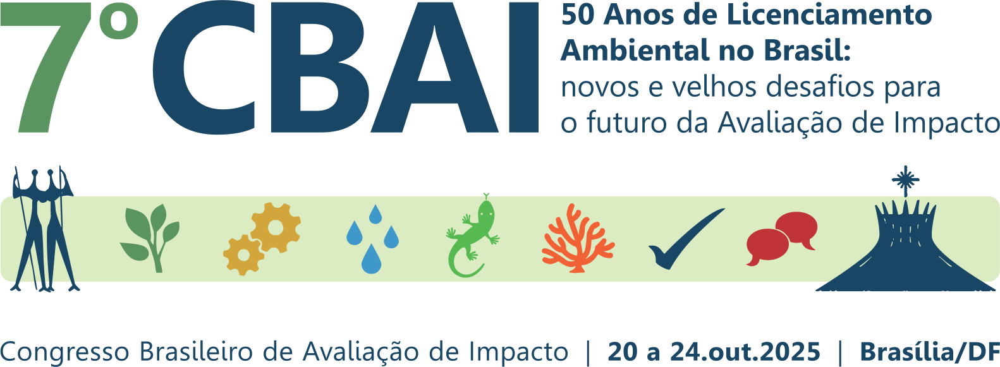 7º CBAI
50 Anos de Licenciamento
Ambiental no Brasil:
novos e velhos desafios para
o futuro da Avaliação de Impacto
Congresso Brasileiro de Avaliação de Impacto | 20 a 24.out.2025 | Brasília/DF